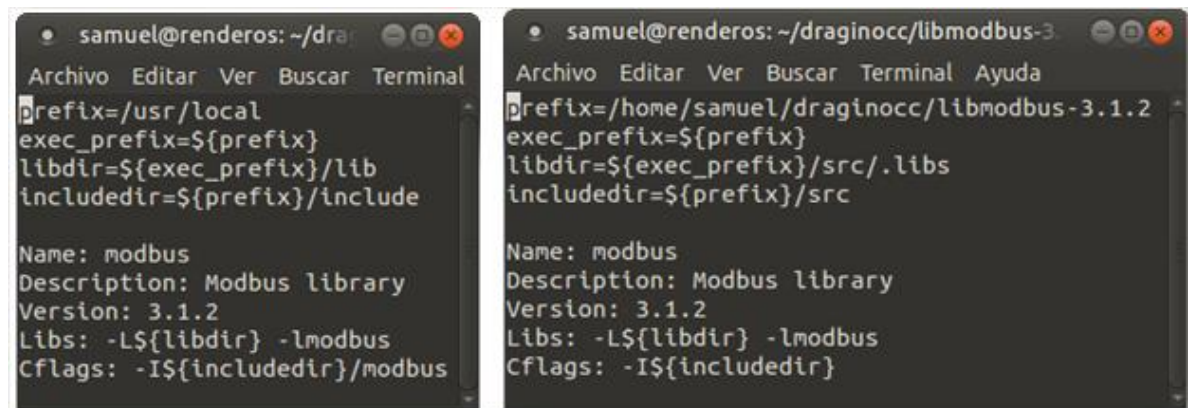 samuel@renderos: ~/dra
Archivo Editar Ver Buscar Terminal
prefix=/usr/local
exec_prefix=${prefix}
libdir=${exec_prefix}/lib
includedir=${prefix}/include
Name: modbus
Description: Modbus library
Version: 3.1.2
Libs: -L${libdir} -lmodbus
Cflags: -I${includedir}/modbus
samuel@renderos: ~/draginocc/libmodbus-3.
Archivo Editar Ver Buscar Terminal Ayuda
prefix=/home/samuel/draginocc/libmodbus-3.1.2
exec_prefix=${prefix}
libdir=${exec_prefix}/src/.libs
includedir=${prefix}/src
Name: modbus
Description: Modbus library
Version: 3.1.2
Libs: -L${libdir} -lmodbus
Cflags: -I${includedir}